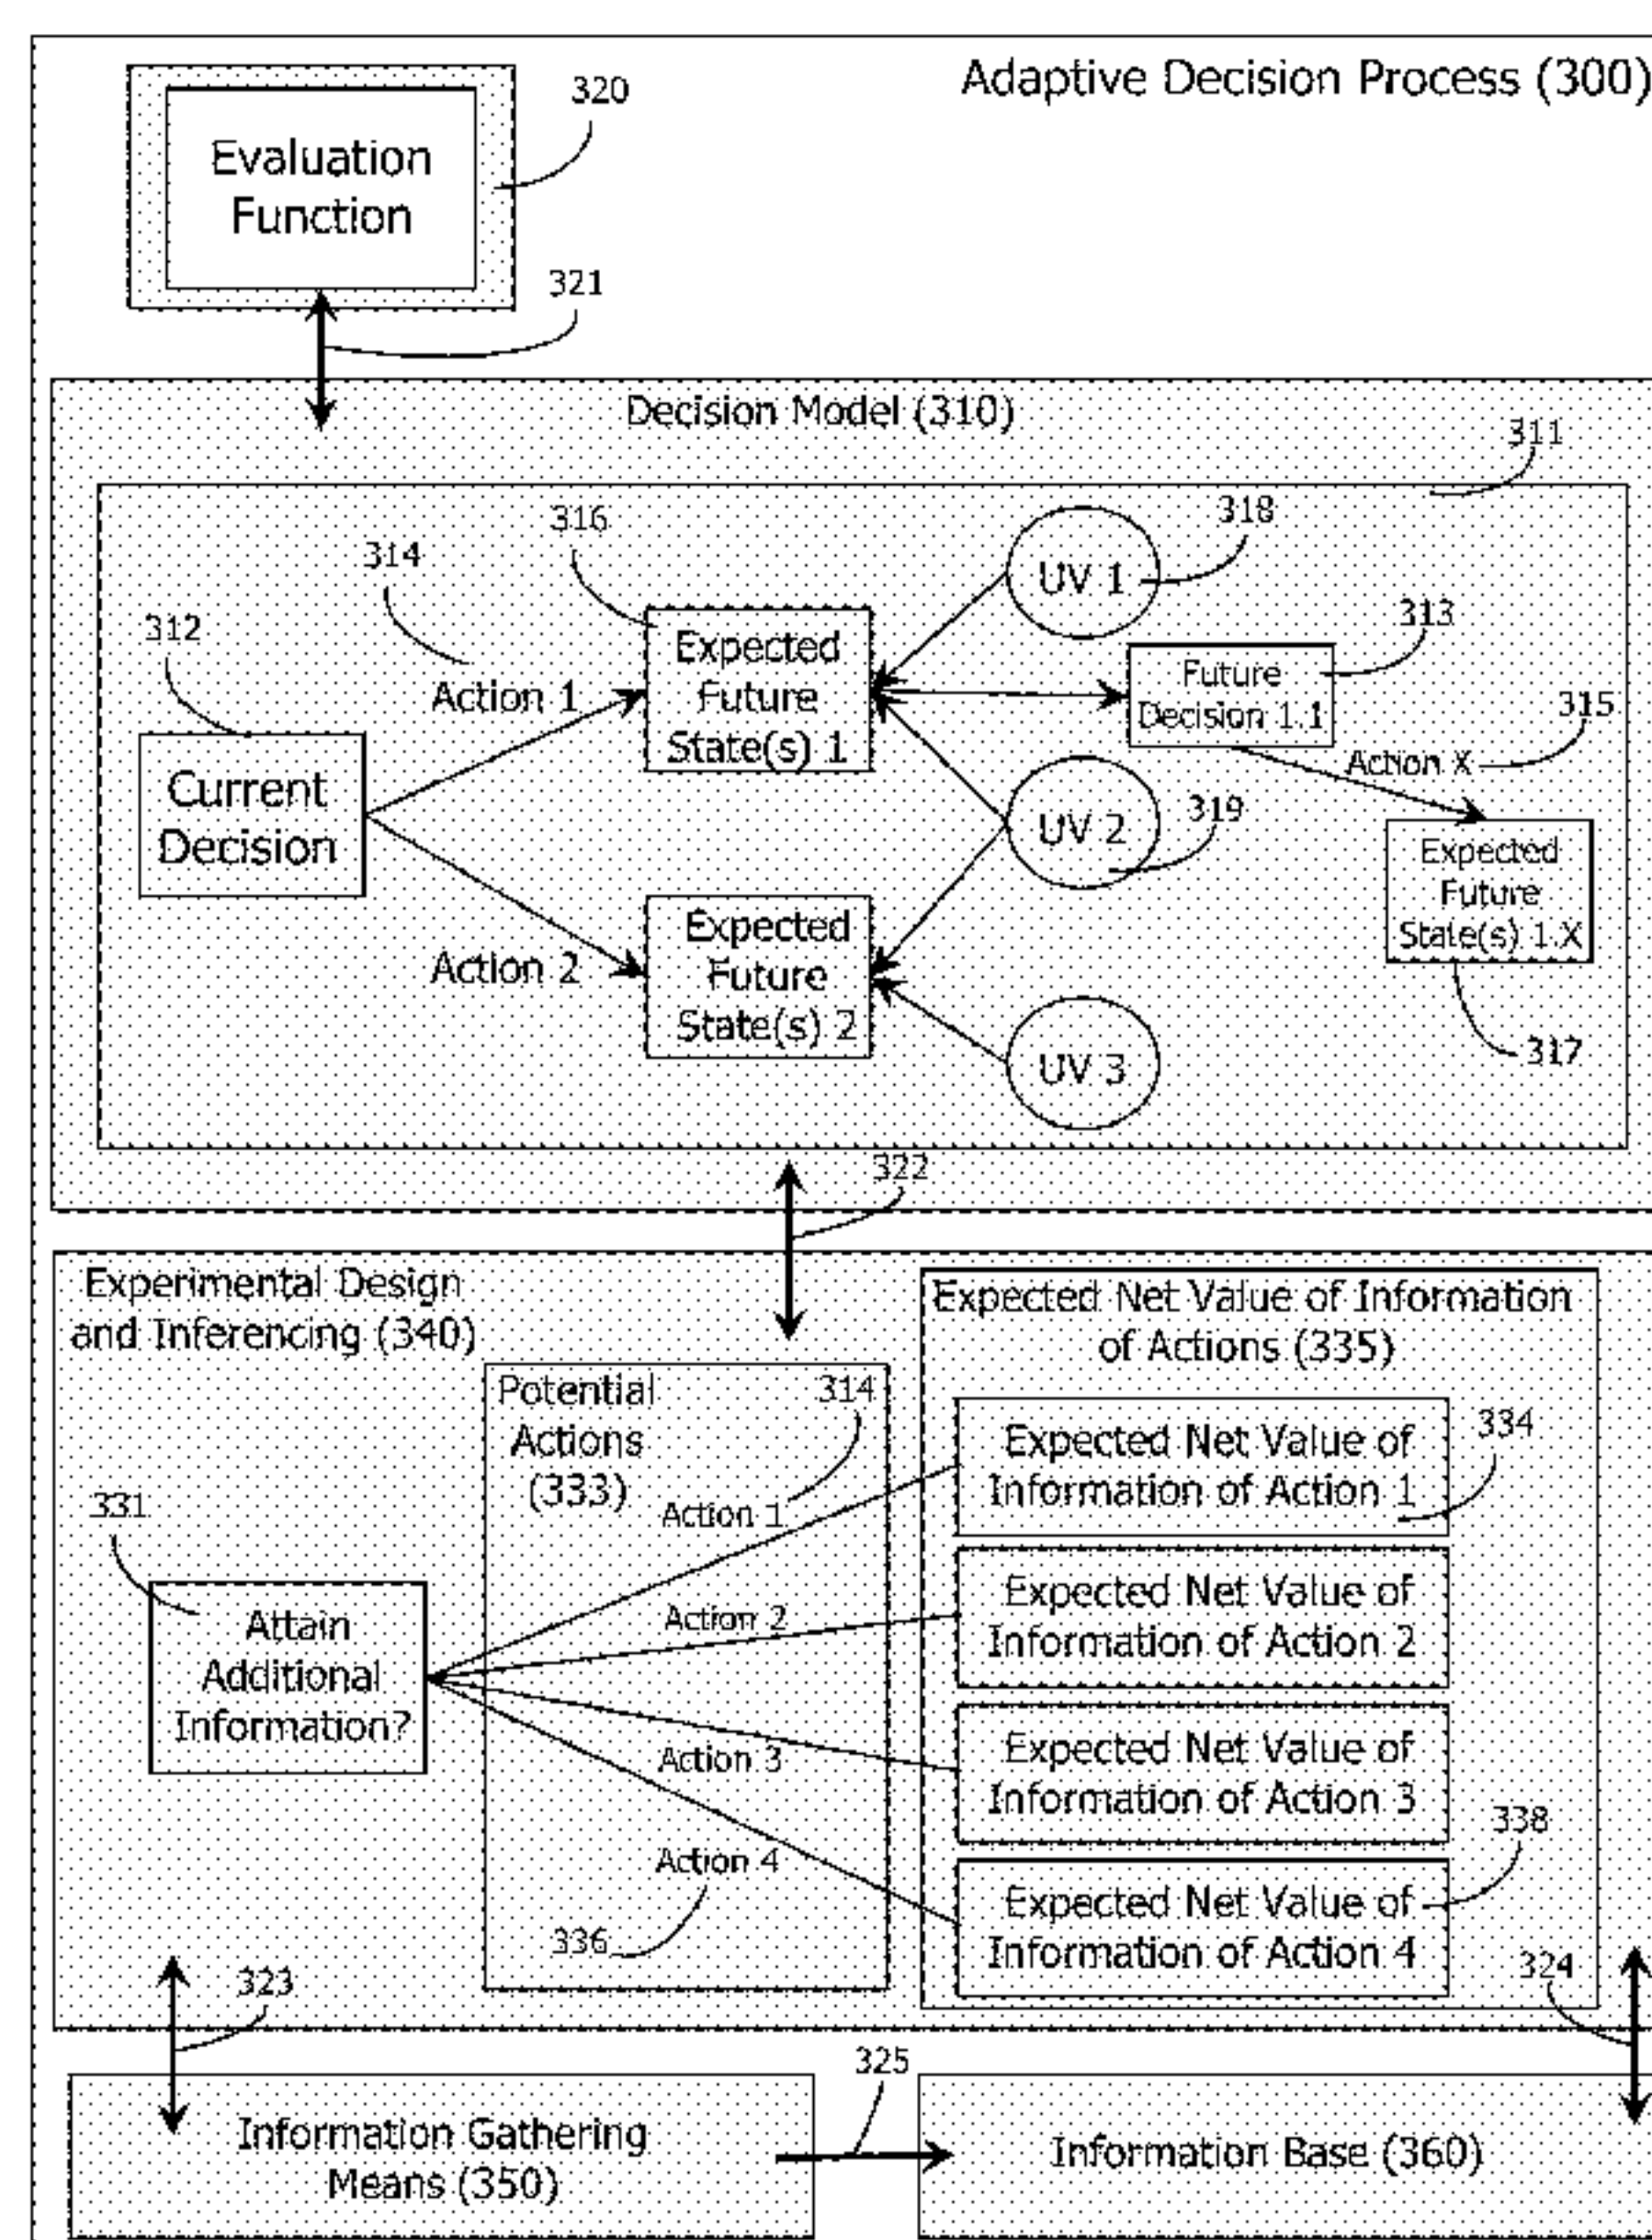 Adaptive Decision Process (300)
320
Evaluation
Function
321
Decision Model (310)
311
316
318
314
UV 1
313
312
Expected
Future
State(s) 1
Action 1
Future
Decision 1.1
315
Action X
Current
Decision
UV 2
319
Expected
Future
State(s) 1.X
Expected
Future
State(s) 2
Action 2
317
UV 3
322
Experimental Design
and Inferencing (340)
Expected Net Value of Information
of Actions (335)
Potential
Actions
(333)
314
Expected Net Value of
Information of Action 1
334
331
Action 1
Expected Net Value of
Information of Action 2
Attain
Additional
Information?
Action 2
Expected Net Value of
Information of Action 3
Action 3
338
Action 4
Expected Net Value of
Information of Action 4
336
323
324
325
Information Gathering
Means (350)
Information Base (360)